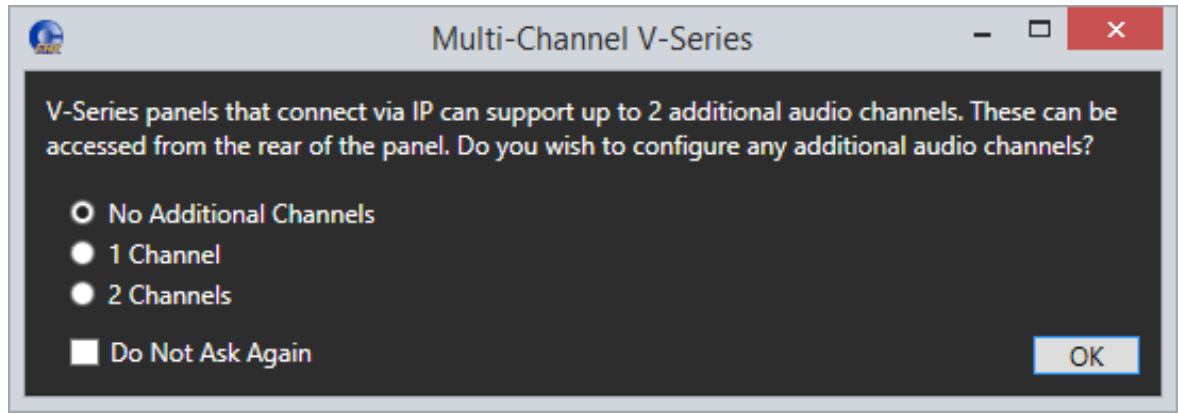 Multi-Channel V-Series
V-Series panels that connect via IP can support up to 2 additional audio channels. These can be
accessed from the rear of the panel. Do you wish to configure any additional audio channels?
No Additional Channels
1 Channel
2 Channels
Do Not Ask Again
OK